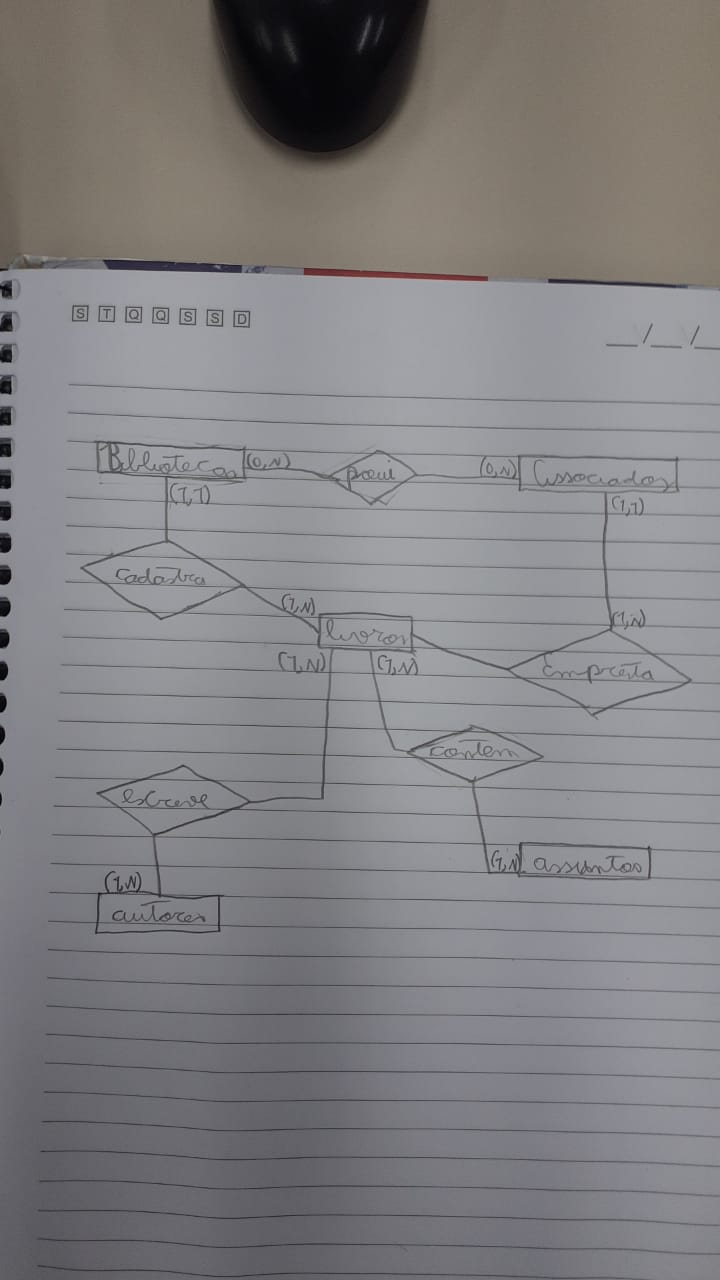 S T Q Q S S D
__/__/__
Bibliotecas (0,N) possui (0,N) Associados
(1,1) (1,1)
cadastra
(1,N) (1,N)
livros
(1,N) (1,N) Empresta
contem
escreve
(1,N) assuntos
(1,N)
autores